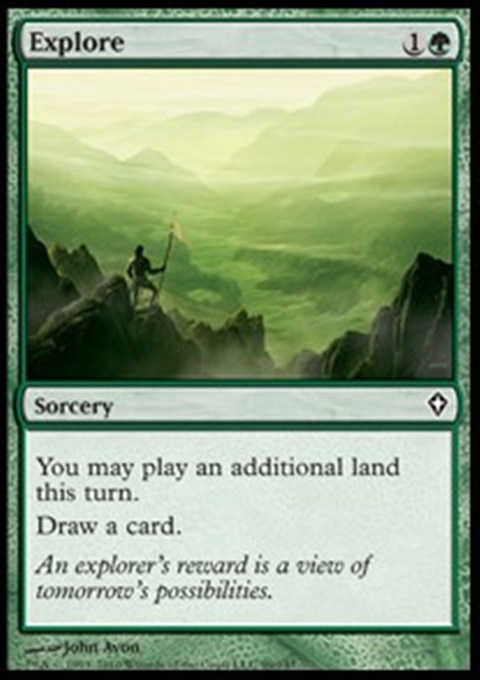 Explore 1
Sorcery
You may play an additional land
this turn.
Draw a card.
An explorer's reward is a view of
tomorrow's possibilities.
John Avon